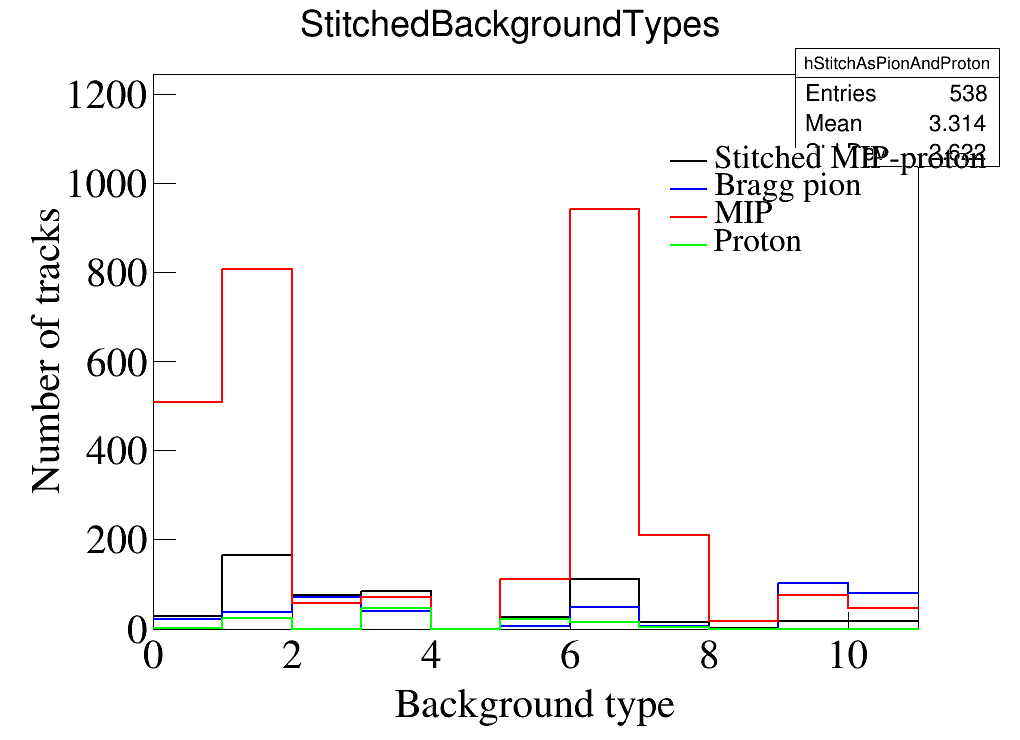 StitchedBackgroundTypes
hStitchAsPionAndProton
Entries 538
Mean 3.314
Stitched MIP-proton
Bragg pion
MIP
Proton
1200
1000
800
600
400
200
0
Number of tracks
0 2 4 6 8 10
Background type